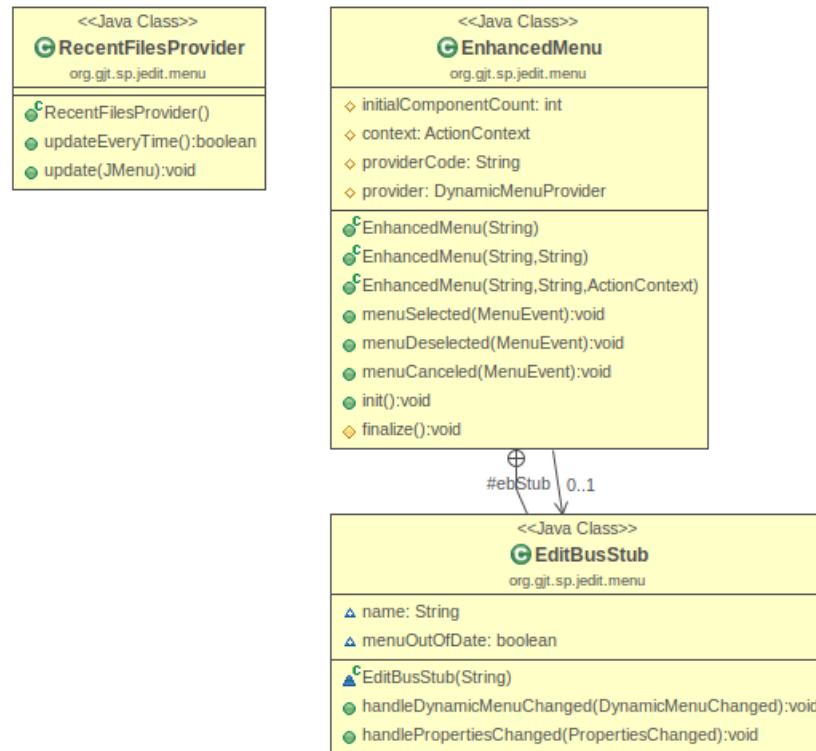 <<Java Class>>
RecentFilesProvider
org.gjt.sp.jedit.menu
RecentFilesProvider()
updateEveryTime():boolean
update(JMenu):void
<<Java Class>>
EnhancedMenu
org.gjt.sp.jedit.menu
initialComponentCount: int
context: ActionContext
providerCode: String
provider: DynamicMenuProvider
EnhancedMenu(String)
EnhancedMenu(String,String)
EnhancedMenu(String,String,ActionContext)
menuSelected(MenuEvent):void
menuDeselected(MenuEvent):void
menuCanceled(MenuEvent):void
init():void
finalize():void
#ebStub 0..1
<<Java Class>>
EditBusStub
org.gjt.sp.jedit.menu
name: String
menuOutOfDate: boolean
EditBusStub(String)
handleDynamicMenuChanged(DynamicMenuChanged):void
handlePropertiesChanged(PropertiesChanged):void